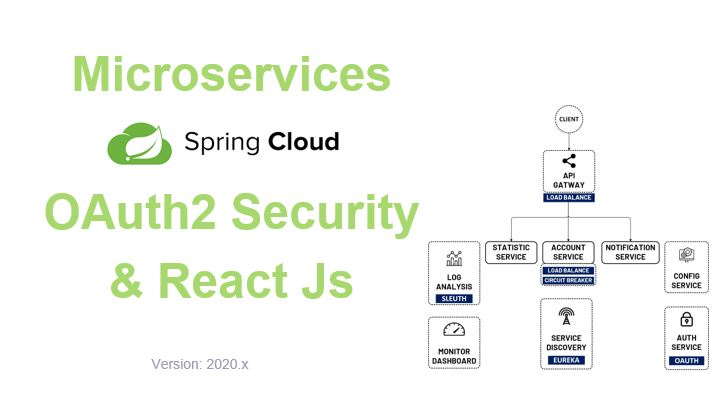 Microservices
Spring Cloud
OAuth2 Security
& React Js
Version: 2020.x
CLIENT
API
GATWAY
LOAD BALANCE
STATISTIC
SERVICE
ACCOUNT
SERVICE
LOAD BALANCE
CIRCUIT BREAKER
NOTIFICATION
SERVICE
LOG
ANALYSIS
SLEUTH
CONFIG
SERVICE
MONITOR
DASHBOARD
SERVICE
DISCOVERY
EUREKA
AUTH
SERVICE
OAUTH